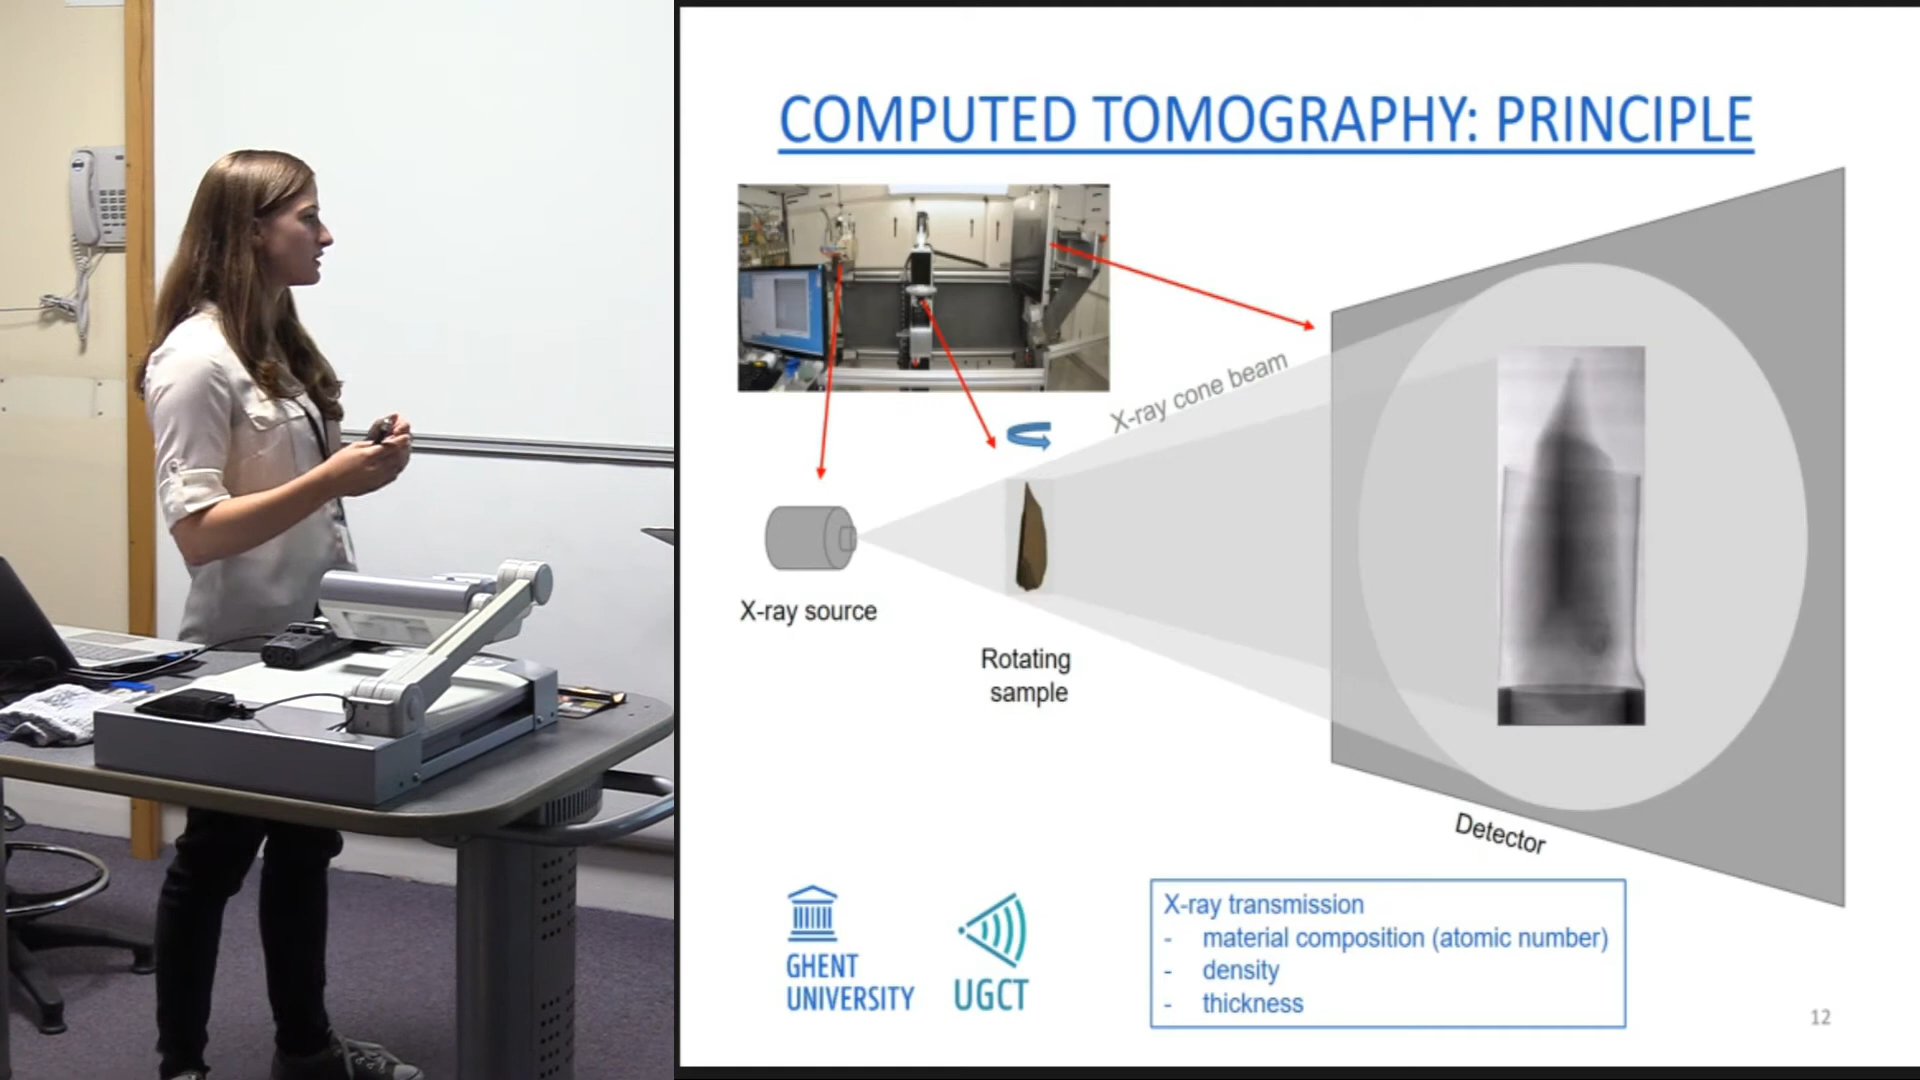 COMPUTED TOMOGRAPHY: PRINCIPLE
X-ray cone beam
X-ray source
Rotating
sample
Detector
X-ray transmission
- material composition (atomic number)
- density
- thickness
GHENT
UNIVERSITY
UGCT
12